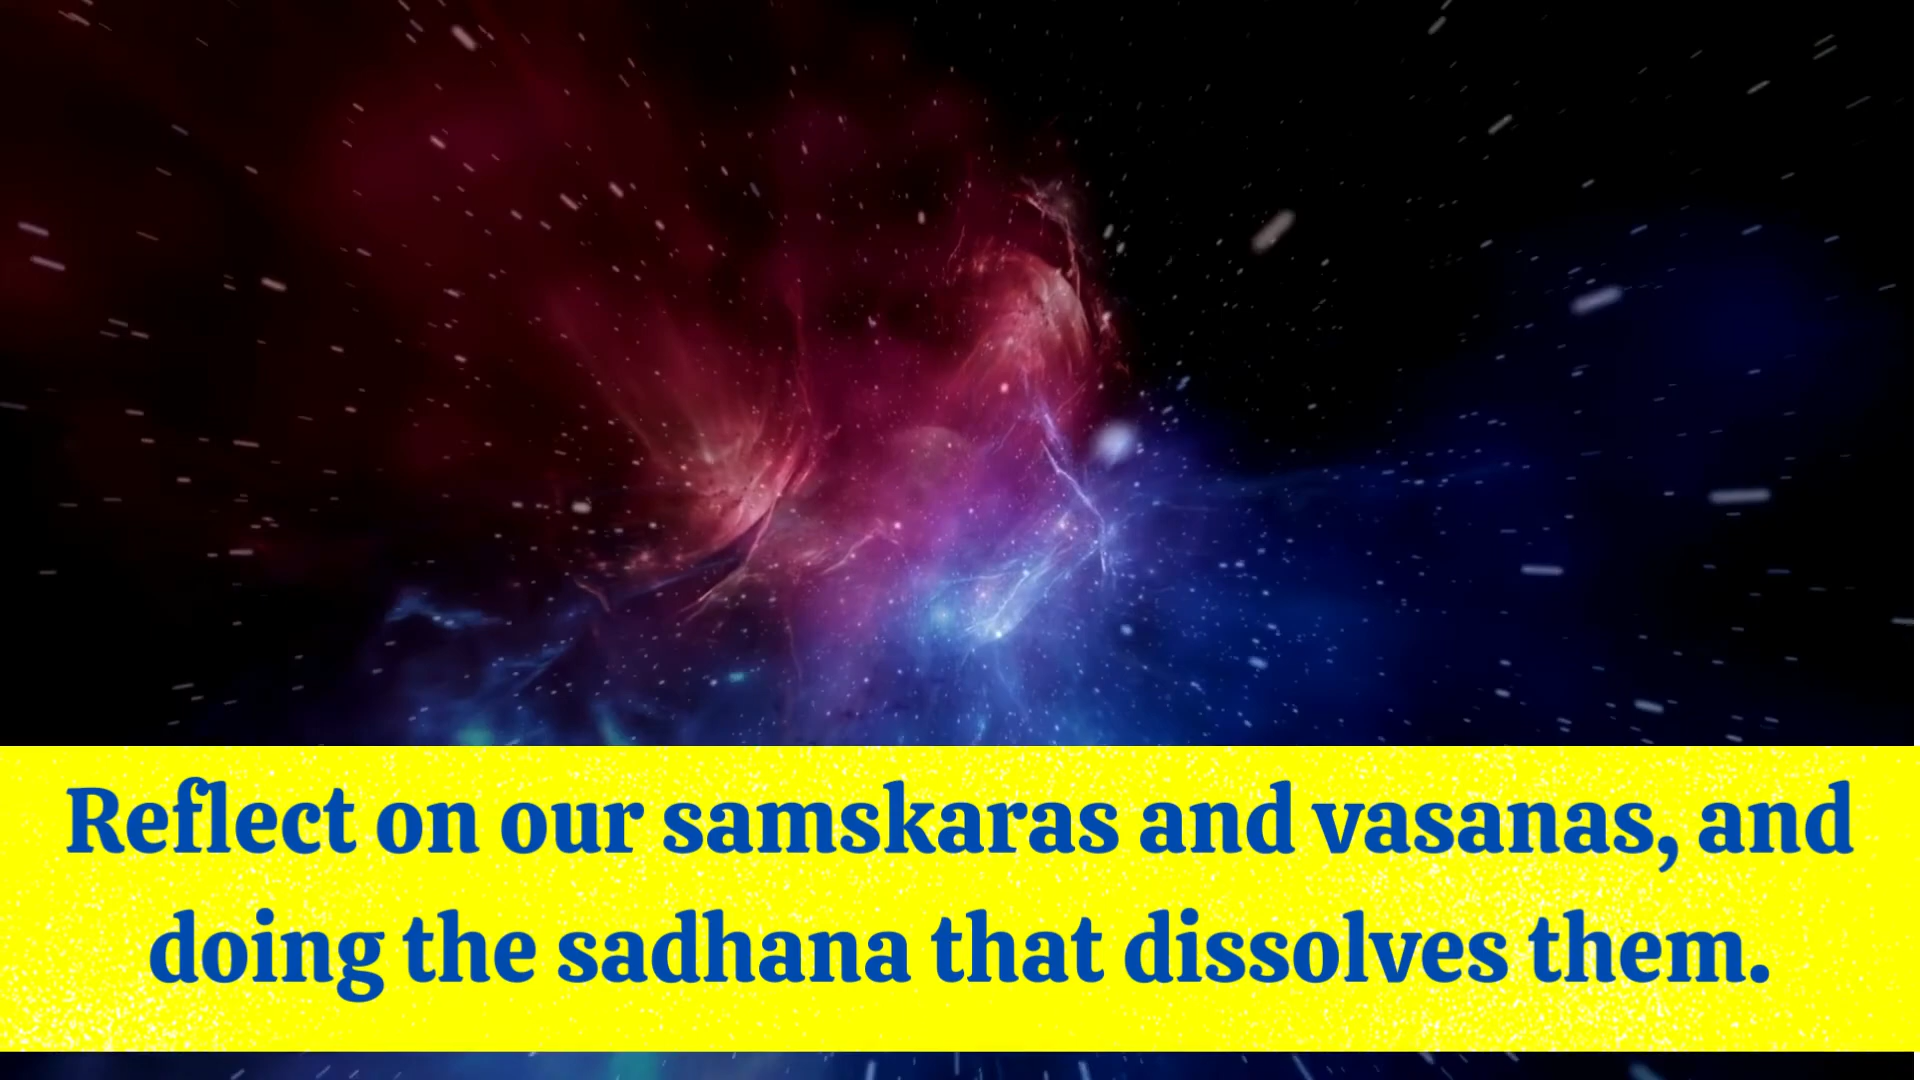 Reflect on our samskaras and vasanas, and
doing the sadhana that dissolves them.